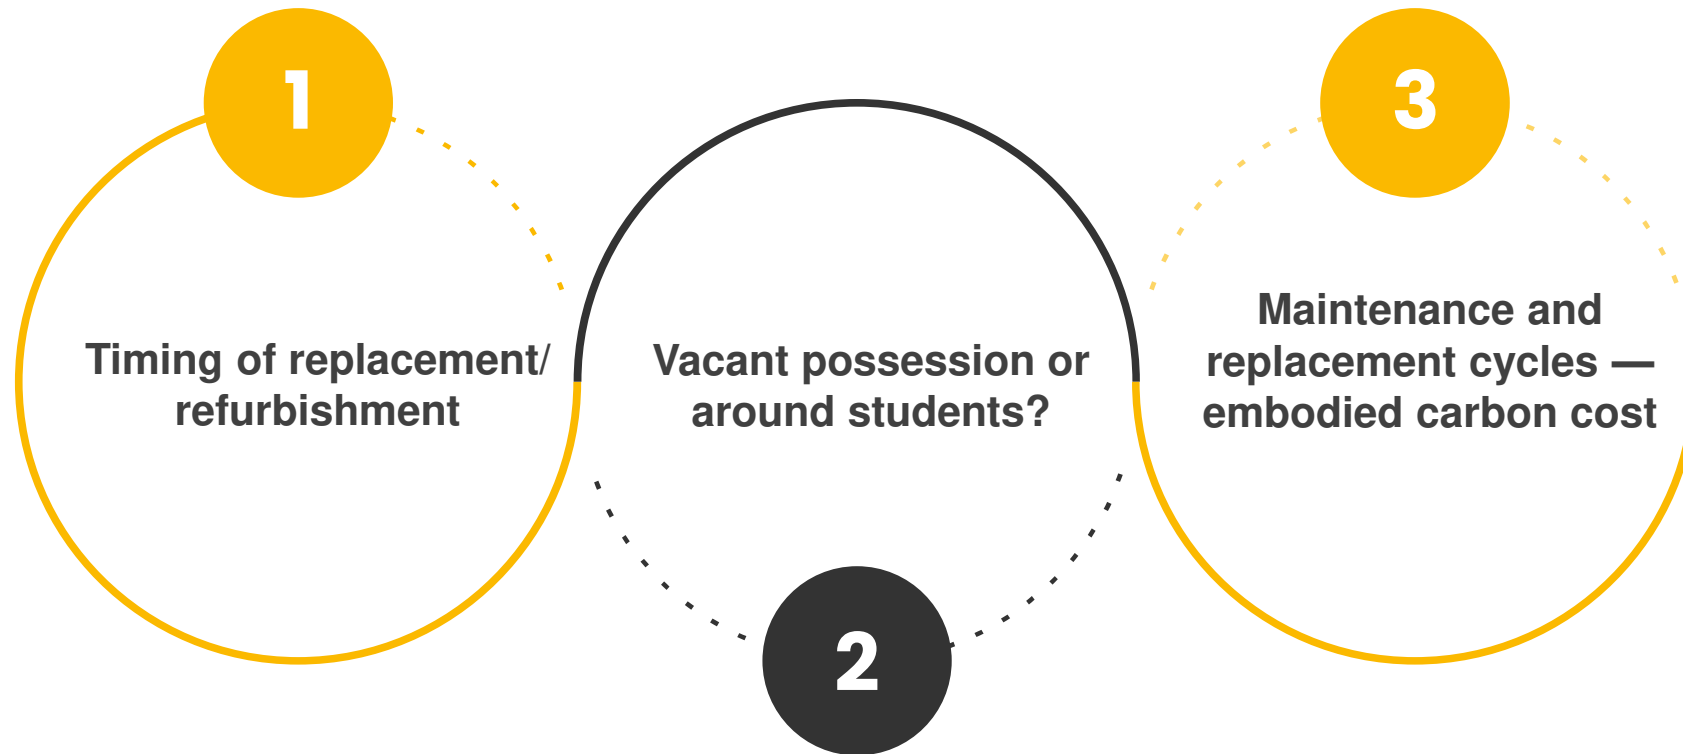 1
Timing of replacement/
refurbishment
Vacant possession or
around students?
2
3
Maintenance and
replacement cycles —
embodied carbon cost